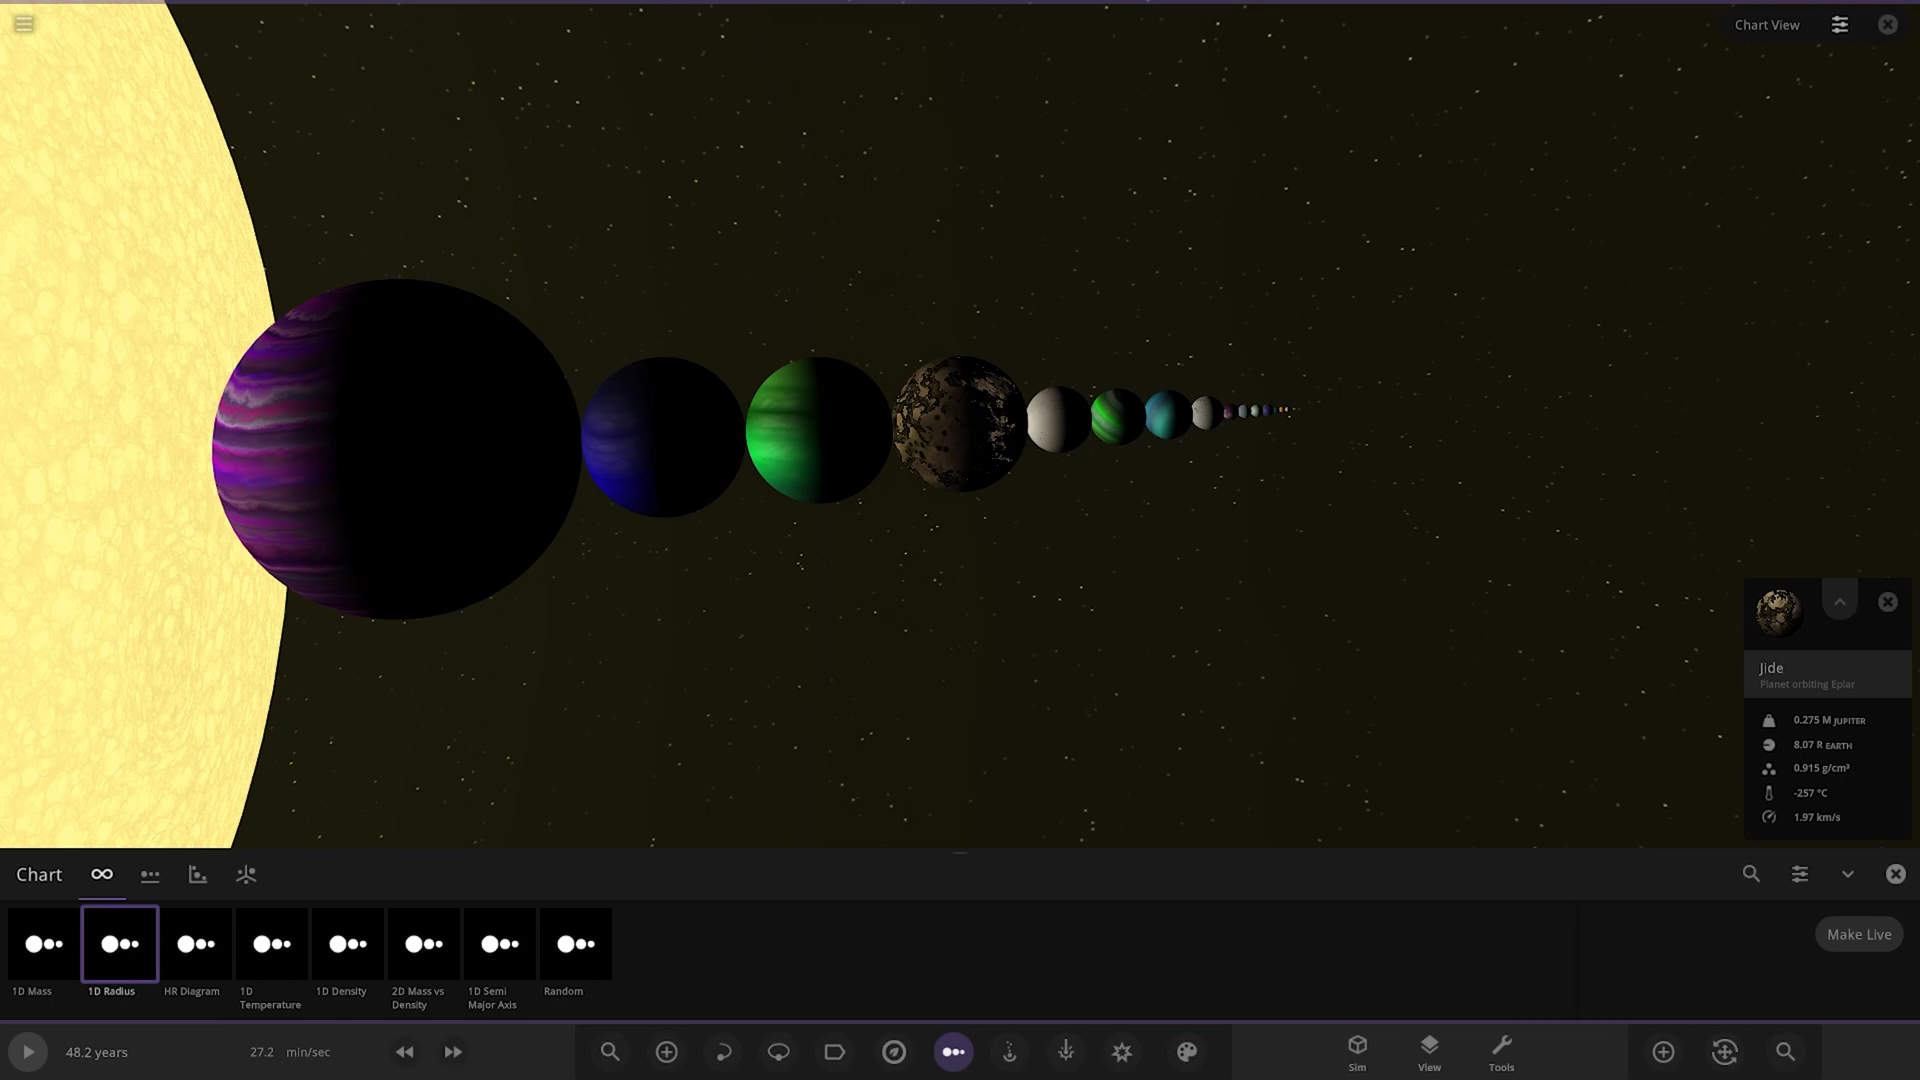 Chart View
Jide
Planet orbiting Eplar
0.275 M JUPITER
8.07 R EARTH
0.915 g/cm³
-257 °C
1.97 km/s
Chart
Make Live
1D Mass
1D Radius
HR Diagram
1D Temperature
1D Density
2D Mass vs Density
1D Semi Major Axis
Random
48.2 years
27.2 min/sec
Sim
View
Tools